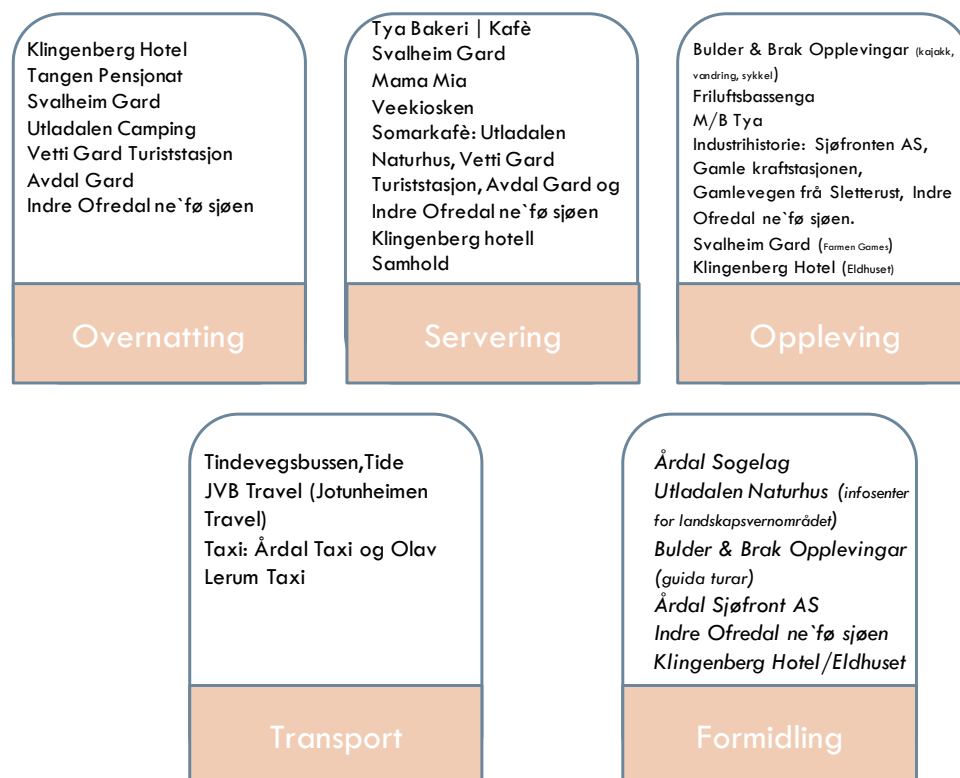 Klingenberg Hotel
Tangen Pensjonat
Svalheim Gard
Utladalen Camping
Vetti Gard Turiststasjon
Avdal Gard
Indre Ofredal ne`fø sjøen
Overnatting
Tya Bakeri | Kafè
Svalheim Gard
Mama Mia
Veekiosken
Somarkafè: Utladalen
Naturhus, Vetti Gard
Turiststasjon, Avdal Gard og
Indre Ofredal ne`fø sjøen
Klingenberg hotell
Samhold
Servering
Bulder & Brak Opplevingar (kajakk,
vandring, sykkel)
Friluftsbassenga
M/B Tya
Industrihistorie: Sjøfronten AS,
Gamle kraftstasjonen,
Gamlevegen frå Sletterust, Indre
Ofredal ne`fø sjøen.
Svalheim Gard (Farmen Games)
Klingenberg Hotel (Eldhuset)
Oppleving
Tindevegsbussen,Tide
JVB Travel (Jotunheimen
Travel)
Taxi: Årdal Taxi og Olav
Lerum Taxi
Transport
Årdal Sogelag
Utladalen Naturhus (infosenter
for landskapsvernområdet)
Bulder & Brak Opplevingar
(guida turar)
Årdal Sjøfront AS
Indre Ofredal ne`fø sjøen
Klingenberg Hotel/Eldhuset
Formidling